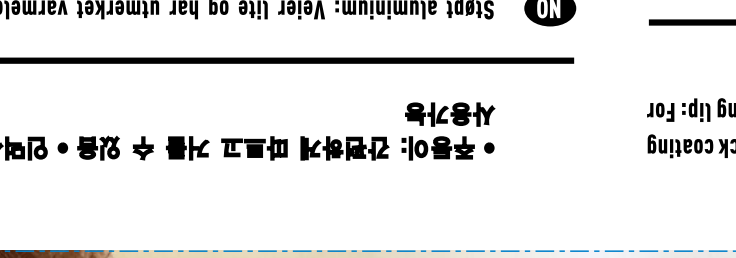 ck coating
ng lip: For
• 주둥이: 간편하게 따르고 거를 수 있음 • 인덕
사용가능
NO Støpt aluminium: Veier lite og har utmerket varmele